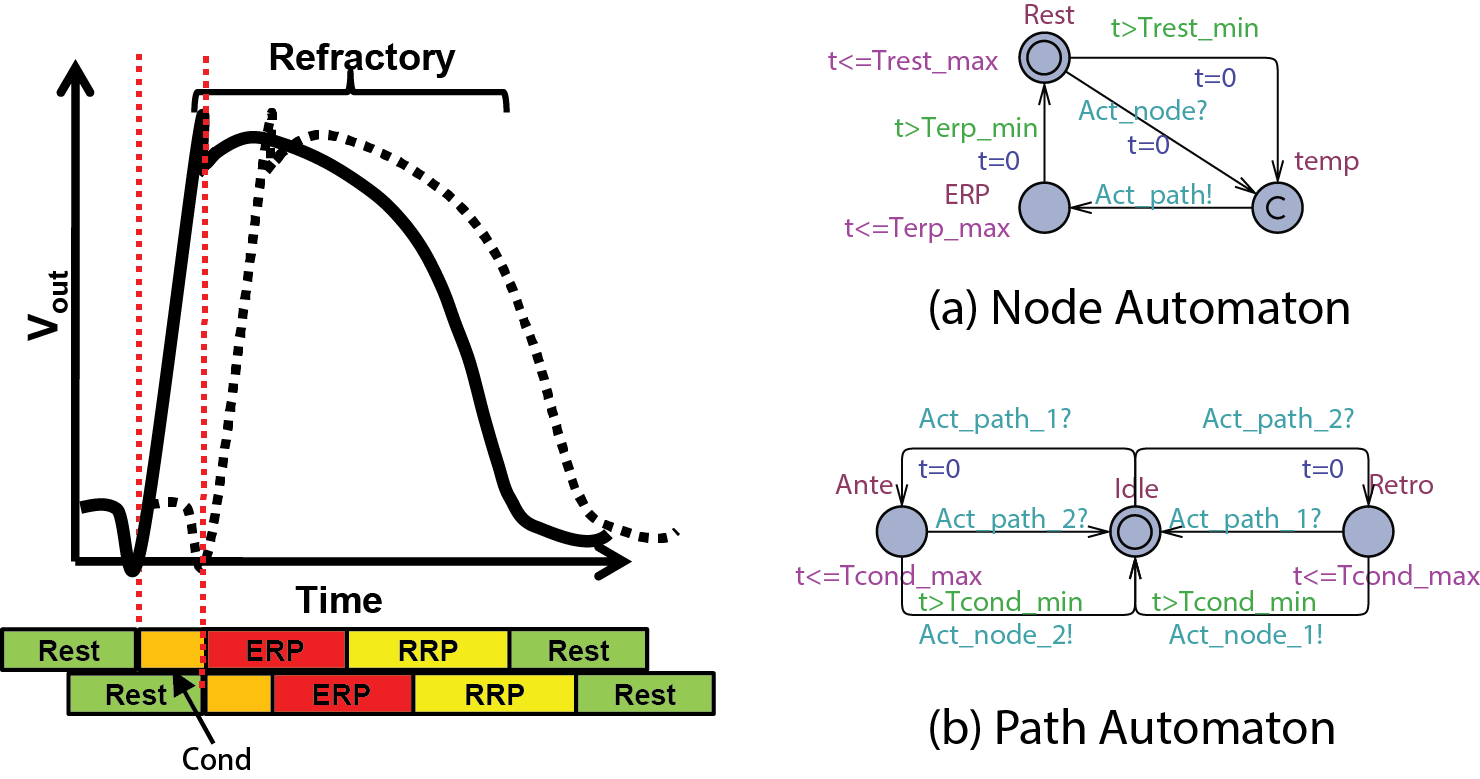 Refractory
Vout
Time
Rest
ERP
RRP
Rest
Rest
ERP
RRP
Rest
Cond
Rest
t>Trest_min
t<=Trest_max
t=0
Act_node?
t=0
t>Terp_min
t=0
temp
ERP
Act_path!
C
t<=Terp_max
(a) Node Automaton
Act_path_1?
Act_path_2?
t=0
t=0
Ante
Idle
Retro
Act_path_2?
Act_path_1?
t<=Tcond_max
t<=Tcond_max
t>Tcond_min
t>Tcond_min
Act_node_2!
Act_node_1!
(b) Path Automaton